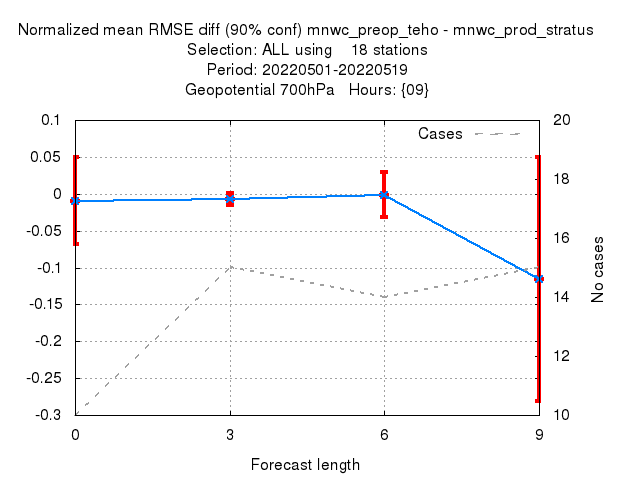 Normalized mean RMSE diff (90% conf) mnwc_preop_teho - mnwc_prod_stratus
Selection: ALL using 18 stations
Period: 20220501-20220519
Geopotential 700hPa Hours: {09}
0.1
0.05
0
-0.05
-0.1
-0.15
-0.2
-0.25
-0.3
Cases
20
18
16
14
12
10
No cases
0 3 6 9
Forecast length